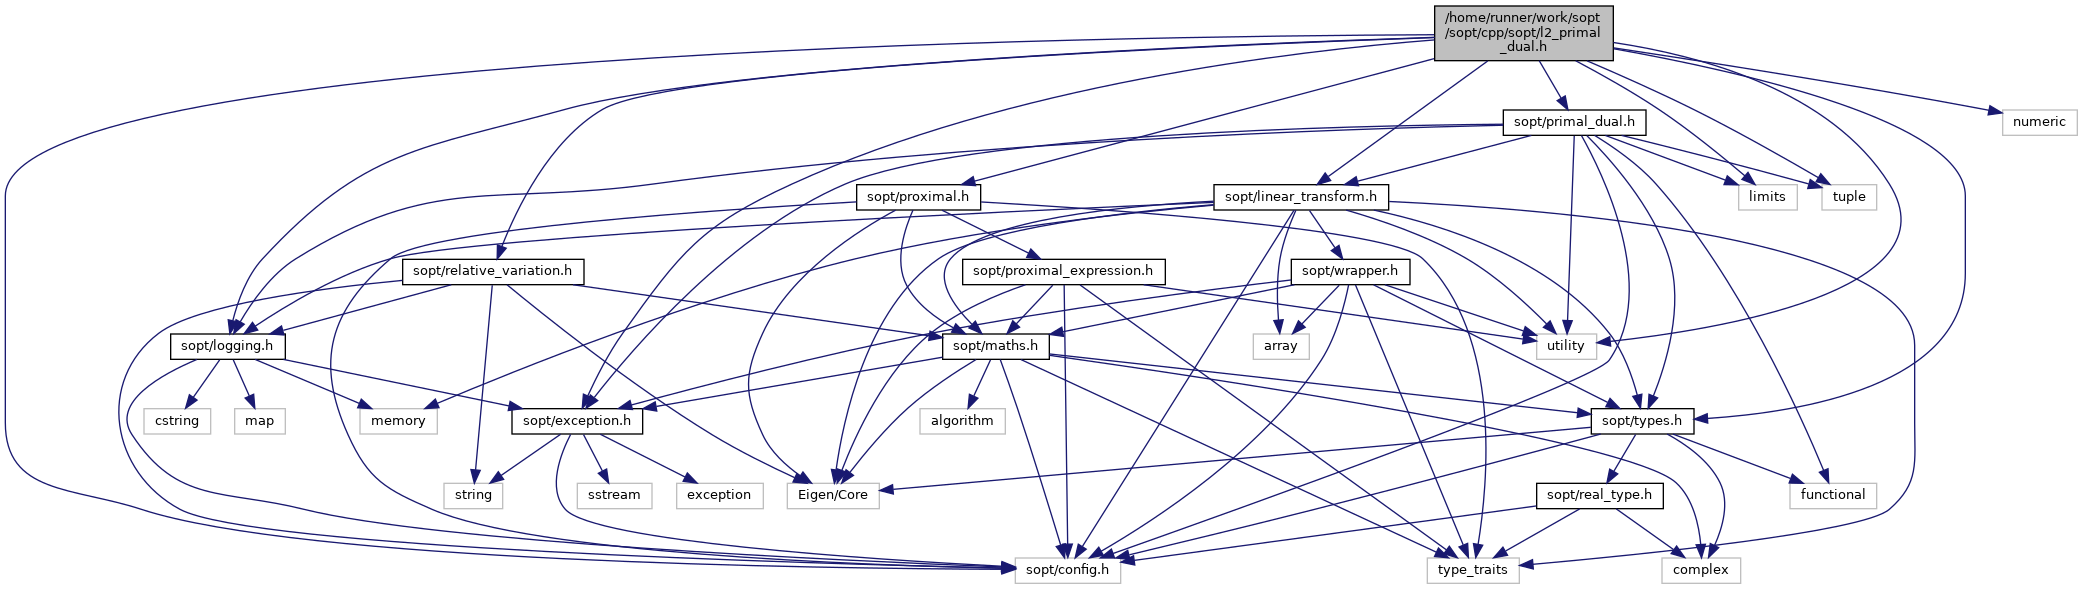 /home/runner/work/sopt
/sopt/cpp/sopt/l2_primal
_dual.h
sopt/primal_dual.h
numeric
sopt/proximal.h
sopt/linear_transform.h
limits
tuple
sopt/relative_variation.h
sopt/proximal_expression.h
sopt/wrapper.h
sopt/logging.h
sopt/maths.h
array
utility
cstring
map
memory
sopt/exception.h
algorithm
sopt/types.h
string
sstream
exception
Eigen/Core
sopt/real_type.h
functional
sopt/config.h
type_traits
complex